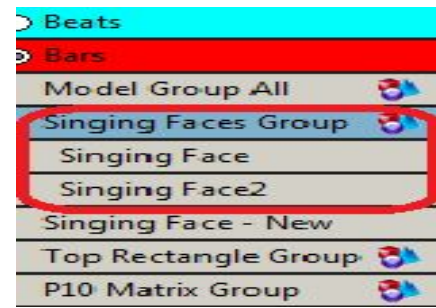 Beats
Bars
Model Group All
Singing Faces Group
Singing Face
Singing Face2
Singing Face - New
Top Rectangle Group
P10 Matrix Group